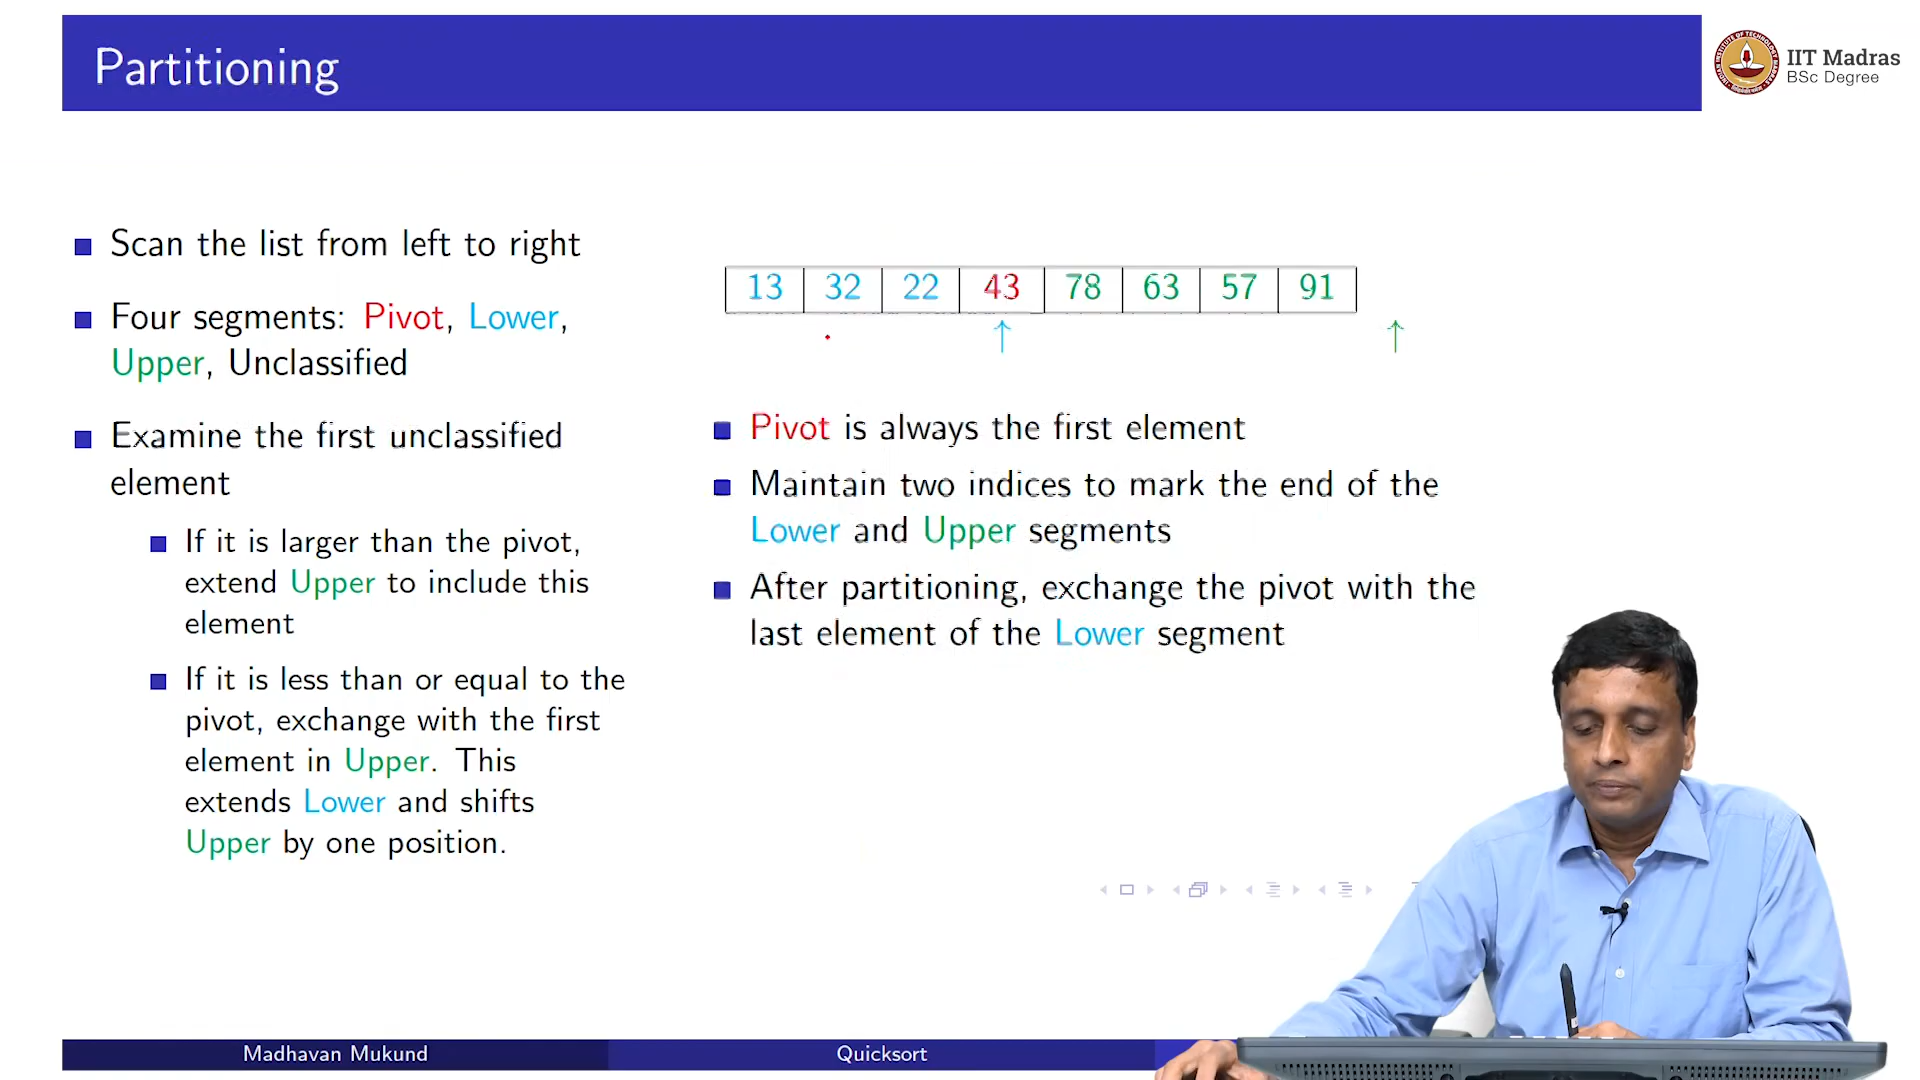 Partitioning
IIT Madras
BSc Degree
Scan the list from left to right
Four segments: Pivot, Lower,
Upper, Unclassified
Examine the first unclassified
element
If it is larger than the pivot,
extend Upper to include this
element
If it is less than or equal to the
pivot, exchange with the first
element in Upper. This
extends Lower and shifts
Upper by one position.
13 32 22 43 78 63 57 91
↑ ↑
Pivot is always the first element
Maintain two indices to mark the end of the
Lower and Upper segments
After partitioning, exchange the pivot with the
last element of the Lower segment
Madhavan Mukund Quicksort